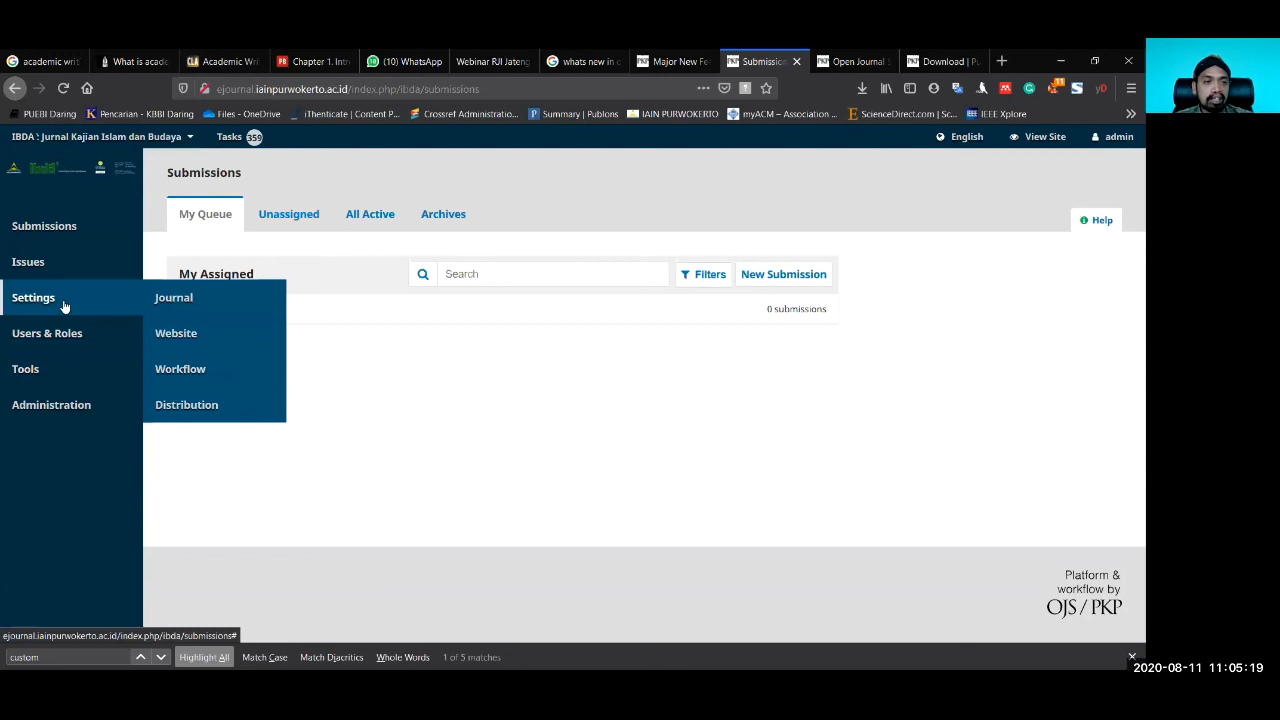 academic writ
What is acade
Academic Wri
Chapter 1. Intr
(10) WhatsApp
Webinar RJI Jateng
whats new in o
Major New Fe
Submission
Open Journal S
Download | Pu
ejournal.iainpurwokerto.ac.id/index.php/ibda/submissions
PUEBI Daring
Pencarian - KBBI Daring
Files - OneDrive
iThenticate | Content P...
Crossref Administratio...
Summary | Publons
IAIN PURWOKERTO
myACM – Association ...
ScienceDirect.com | Sc...
IEEE Xplore
IBDA`: Jurnal Kajian Islam dan Budaya
Tasks 359
English
View Site
admin
Submissions
My Queue
Unassigned
All Active
Archives
Help
Submissions
Issues
Settings
Users & Roles
Tools
Administration
Journal
Website
Workflow
Distribution
My Assigned
Search
Filters
New Submission
0 submissions
Platform &
workflow by
OJS / PKP
ejournal.iainpurwokerto.ac.id/index.php/ibda/submissions#
custom
Highlight All
Match Case
Match Diacritics
Whole Words
1 of 5 matches
2020-08-11 11:05:19